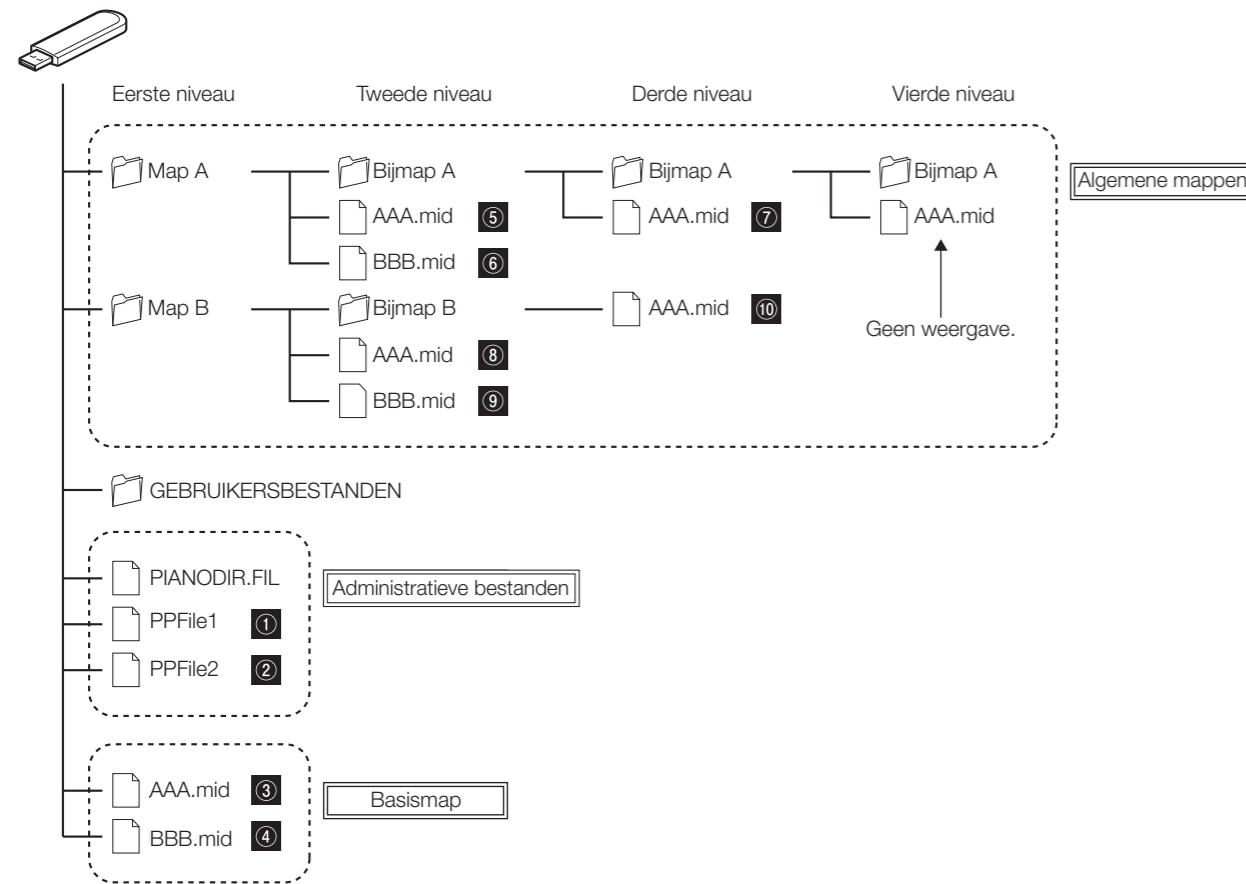 Eerste niveau Tweede niveau Derde niveau Vierde niveau
Map A Bijmap A Bijmap A Bijmap A Algemene mappen
AAA.mid ⑤ AAA.mid ⑦ AAA.mid
BBB.mid ⑥
Map B Bijmap B AAA.mid ⑩
Geen weergave.
AAA.mid ⑧
BBB.mid ⑨
GEBRUIKERSBESTANDEN
PIANODIR.FIL Administratieve bestanden
PPFile1 ①
PPFile2 ②
AAA.mid ③ Basismap
BBB.mid ④